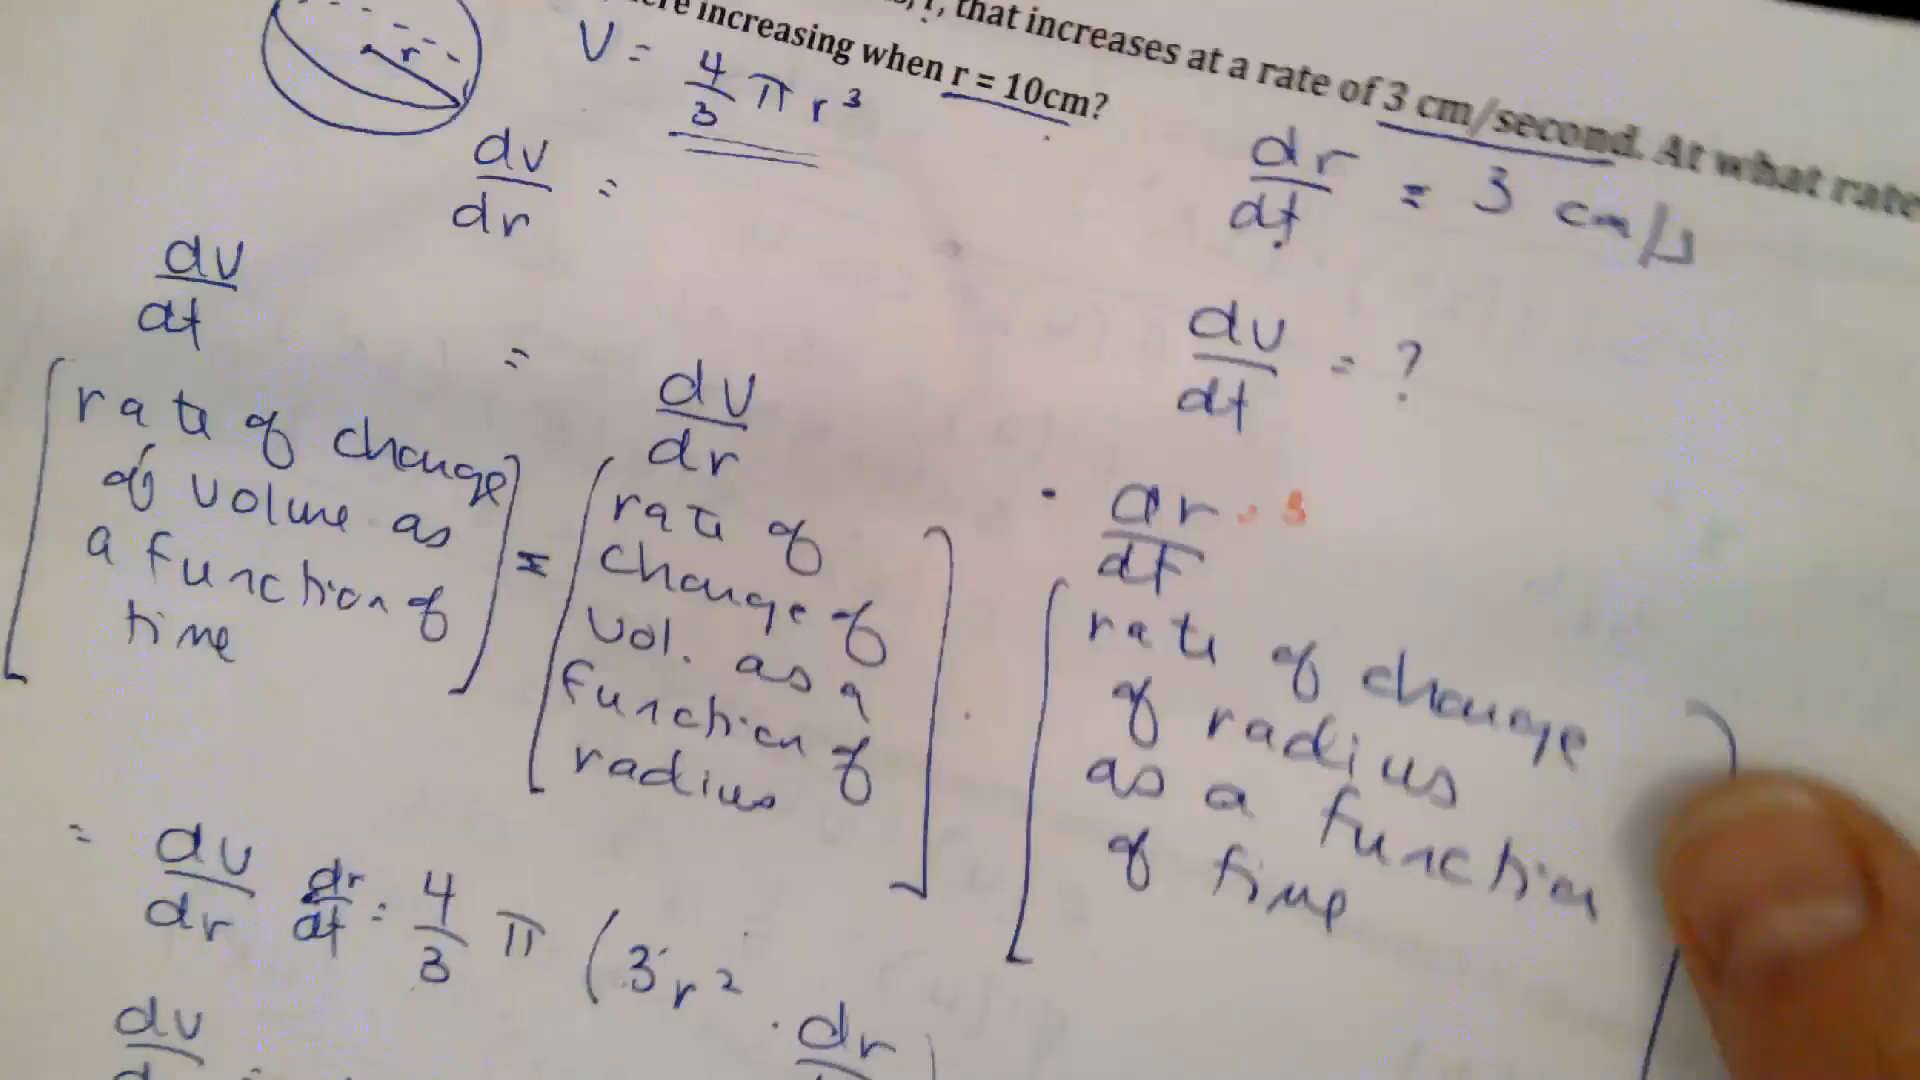 r, that increases at a rate of 3 cm/second. At what rate
increasing when r = 10cm?
r
V = 4/3 π r³
dv/dr =
dr/dt = 3 cm/s
dv/dt
dv/dt = ?
= dv/dr · dr/dt
3
rate of change
of volume as
a function of
time
=
rate of
change of
vol. as a
function of
radius
rate of change
of radius
as a function
of time
= dv/dr dr/dt = 4/3 π (3r² · dr
dv